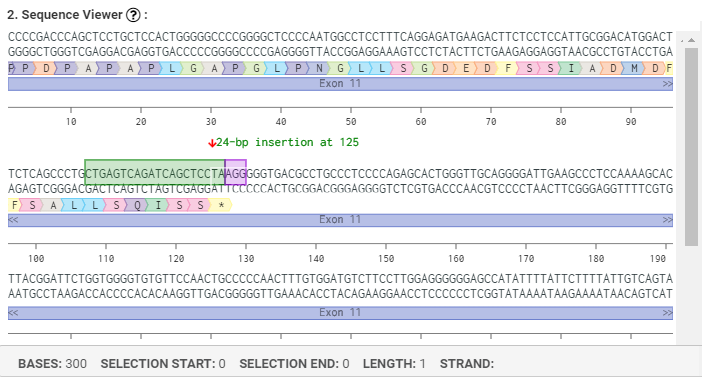 2. Sequence Viewer ? :
CCCCGACCCAGCTCCTGCTCCACTGGGGGCCCCGGGGCTCCCCAATGGCCTCCTTTCAGGAGATGAAGACTTCTCCTCCATTGCGGACATGGACT
GGGGCTGGGTCGAGGACGAGGTGACCCCCGGGGCCCCGAGGGGTTACCGGAGGAAAGTCCTCTACTTCTGAAGAGGAGGTAACGCCTGTACCTGA
P P D P A P A P L G A P G L P N G L L S G D E D F S S I A D M D F
Exon 11 >>
10 20 30 40 50 60 70 80 90
24-bp insertion at 125
TCTCAGCCCTGCTGAGTCAGATCAGCTCCTAAGGGGGTGACGCCTGCCCTCCCCAGAGCACTGGGTTGCAGGGGATTGAAGCCCTCCAAAAGCAC
AGAGTCGGGACGACTCAGTCTAGTCGAGGATTCCCCCACTGCGGACGGGAGGGGTCTCGTGACCCAACGTCCCCTAACTTCGGGAGGTTTTCGTG
F S A L L S Q I S S *
<< Exon 11 >>
100 110 120 130 140 150 160 170 180 190
TTACGGATTCTGGTGGGGTGTGTTCCAACTGCCCCCAACTTTGTGGATGTCTTCCTTGGAGGGGGGAGCCATATTTTATTCTTTTATTGTCAGTA
AATGCCTAAGACCACCCCACACAAGGTTGACGGGGGTTGAAACACCTACAGAAGGAACCTCCCCCCTCGGTATAAAATAAGAAAATAACAGTCAT
<< Exon 11 >>
BASES: 300 SELECTION START: 0 SELECTION END: 0 LENGTH: 1 STRAND: